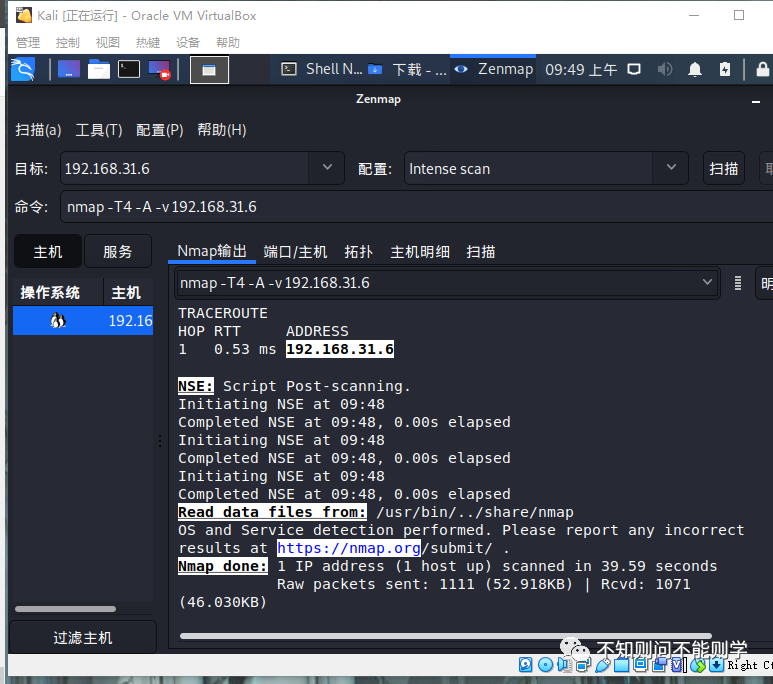 Kali [正在运行] - Oracle VM VirtualBox
管理 控制 视图 热键 设备 帮助
Shell N... 下载 - ... Zenmap 09:49 上午
Zenmap
扫描(a) 工具(T) 配置(P) 帮助(H)
目标: 192.168.31.6 配置: Intense scan 扫描
命令: nmap -T4 -A -v 192.168.31.6
主机 服务 Nmap输出 端口/主机 拓扑 主机明细 扫描
操作系统 主机 nmap -T4 -A -v 192.168.31.6 明
192.16
TRACEROUTE
HOP RTT ADDRESS
1 0.53 ms 192.168.31.6
NSE: Script Post-scanning.
Initiating NSE at 09:48
Completed NSE at 09:48, 0.00s elapsed
Initiating NSE at 09:48
Completed NSE at 09:48, 0.00s elapsed
Initiating NSE at 09:48
Completed NSE at 09:48, 0.00s elapsed
Read data files from: /usr/bin/../share/nmap
OS and Service detection performed. Please report any incorrect
results at https://nmap.org/submit/ .
Nmap done: 1 IP address (1 host up) scanned in 39.59 seconds
Raw packets sent: 1111 (52.918KB) | Rcvd: 1071
(46.030KB)
过滤主机
不知则问不能则学
Right Ct